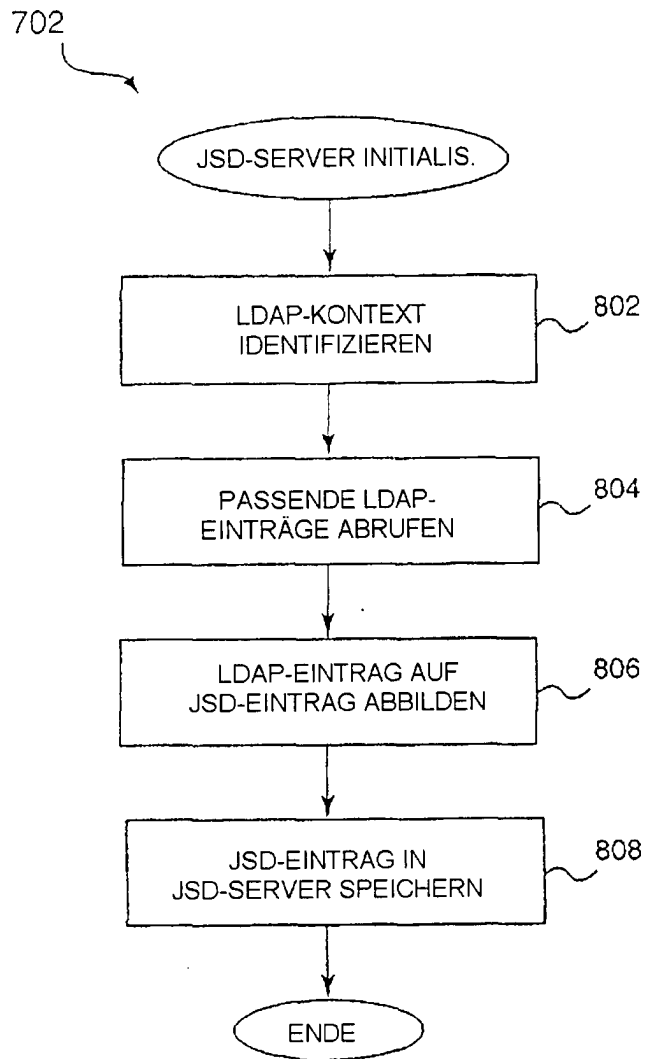 702
JSD-SERVER INITIALIS.
LDAP-KONTEXT
IDENTIFIZIEREN
802
PASSENDE LDAP-
EINTRÄGE ABRUFEN
804
LDAP-EINTRAG AUF
JSD-EINTRAG ABBILDEN
806
JSD-EINTRAG IN
JSD-SERVER SPEICHERN
808
ENDE